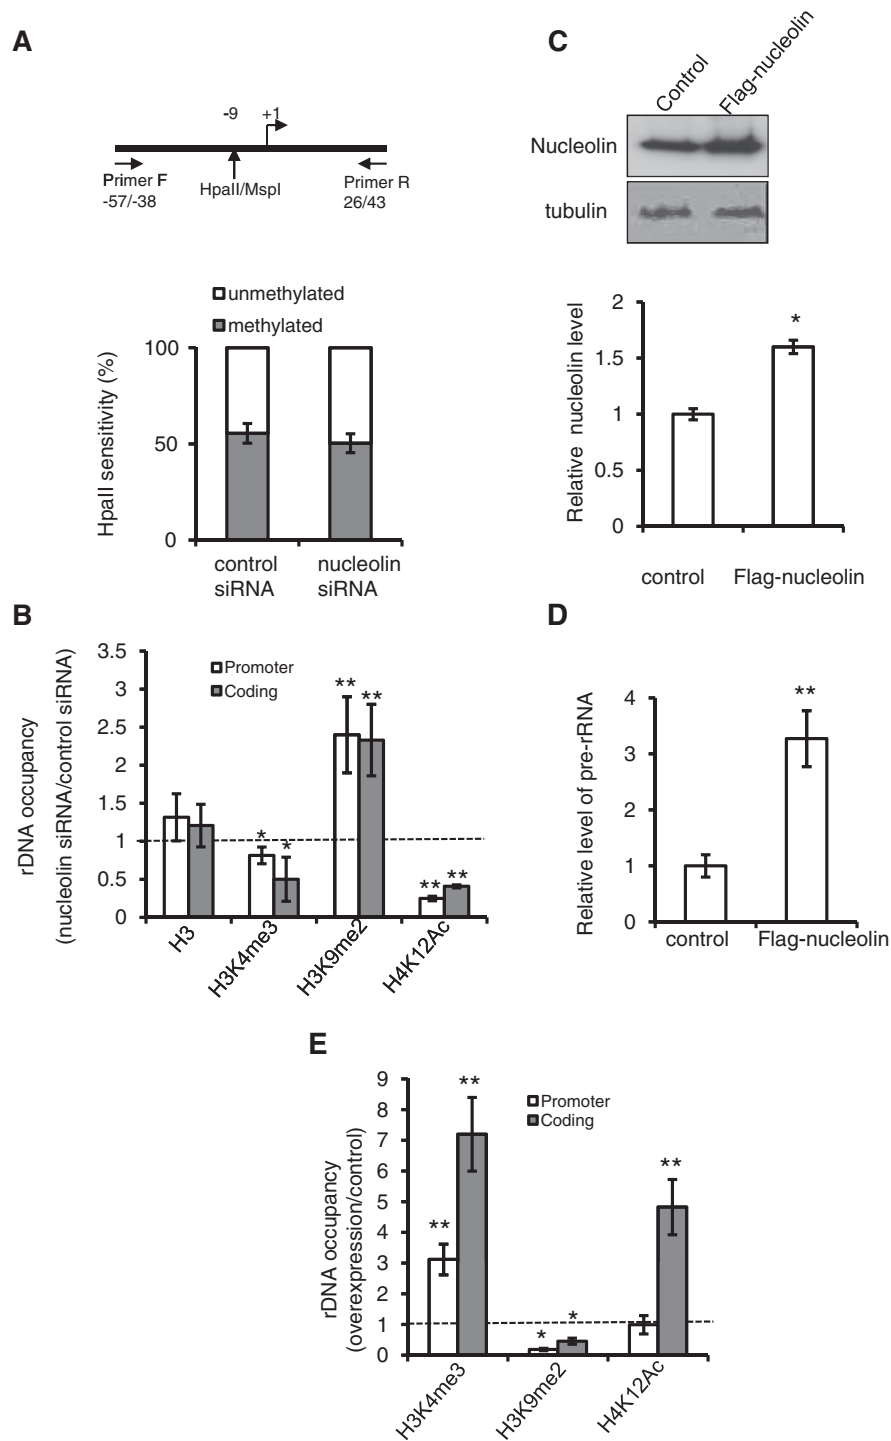 A
-9
+1
Primer F
-57/-38
HpaII/MspI
Primer R
26/43
unmethylated
methylated
HpaII sensitivity (%)
100
50
0
control
siRNA
nucleolin
siRNA
C
Control
Flag-nucleolin
Nucleolin
tubulin
Relative nucleolin level
2
1.5
1
0.5
0
*
control
Flag-nucleolin
B
rDNA occupancy
(nucleolin siRNA/control siRNA)
3.5
3
2.5
2
1.5
1
0.5
0
Promoter
Coding
*
*
**
**
**
**
H3
H3K4me3
H3K9me2
H4K12Ac
D
Relative level of pre-rRNA
4
3
2
1
0
**
control
Flag-nucleolin
E
rDNA occupancy
(overexpression/control)
9
8
7
6
5
4
3
2
1
0
Promoter
Coding
**
**
*
*
**
H3K4me3
H3K9me2
H4K12Ac